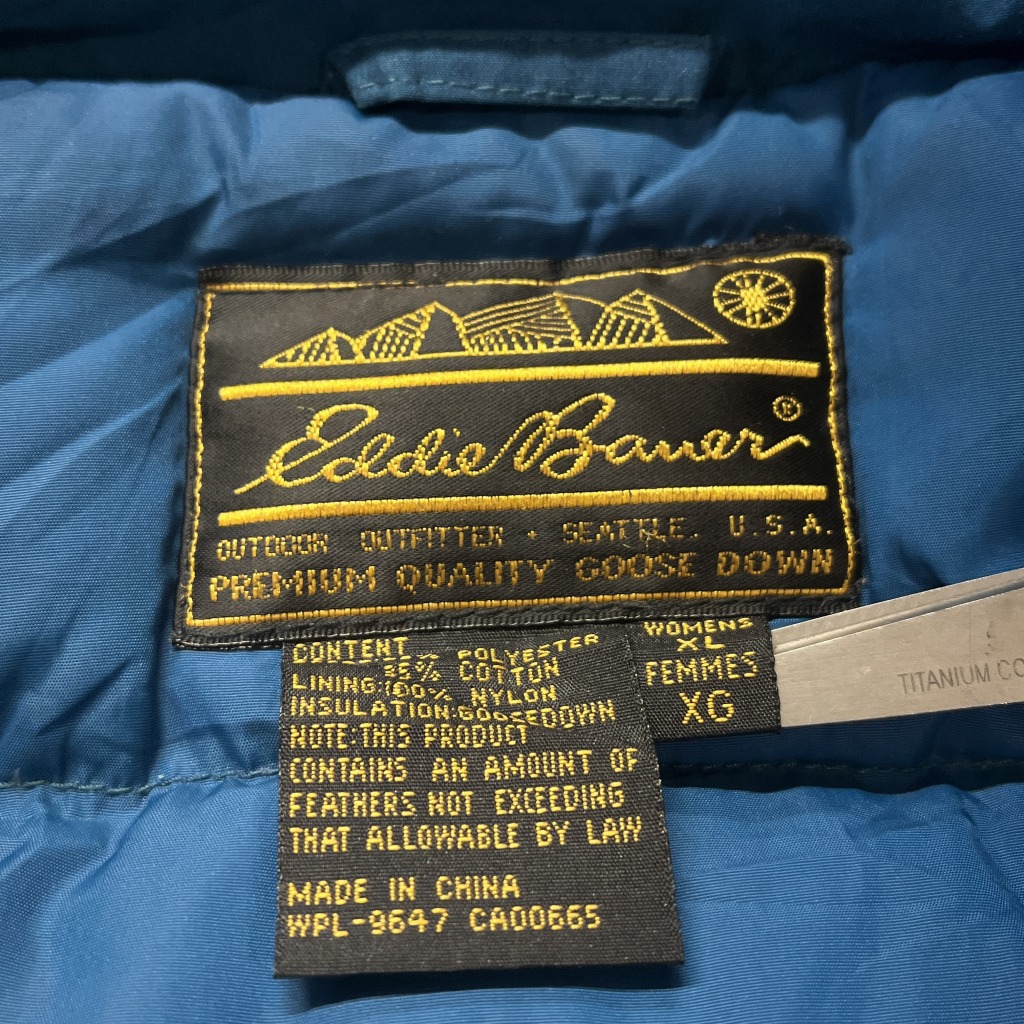 Eddie Bauer ®
OUTDOOR OUTFITTER • SEATTLE, U.S.A.
PREMIUM QUALITY GOOSE DOWN
CONTENT POLYESTER
COTTON
LINING:100% NYLON
INSULATION:GOOSEDOWN
NOTE:THIS PRODUCT
CONTAINS AN AMOUNT OF
FEATHERS NOT EXCEEDING
THAT ALLOWABLE BY LAW
MADE IN CHINA
WPL-9647 CA00665
WOMENS
XL
FEMMES
XG
TITANIUM CO